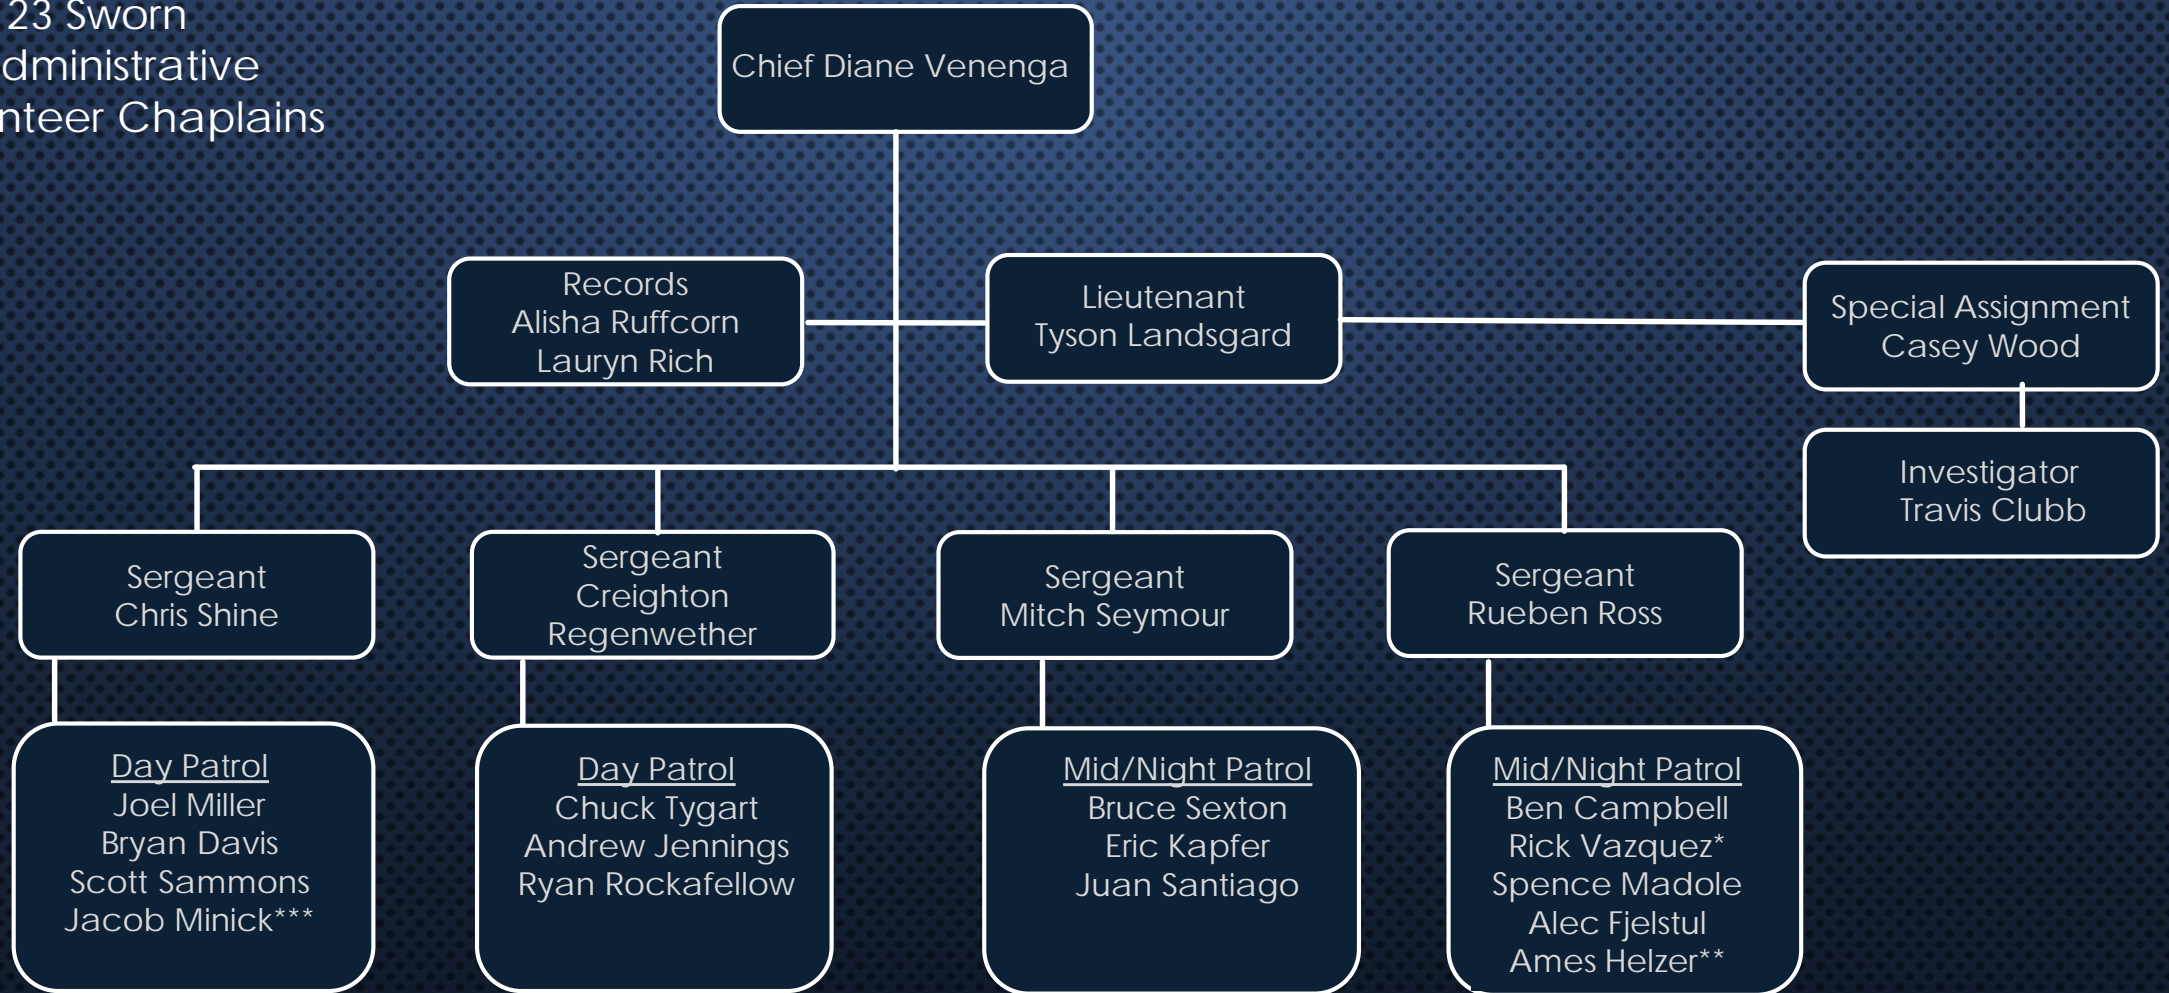 23 Sworn
dministrative
nteer Chaplains
Chief Diane Venenga
Records
Alisha Ruffcorn
Lauryn Rich
Lieutenant
Tyson Landsgard
Special Assignment
Casey Wood
Investigator
Travis Clubb
Sergeant
Chris Shine
Sergeant
Creighton
Regenwether
Sergeant
Mitch Seymour
Sergeant
Rueben Ross
Day Patrol
Joel Miller
Bryan Davis
Scott Sammons
Jacob Minick***
Day Patrol
Chuck Tygart
Andrew Jennings
Ryan Rockafellow
Mid/Night Patrol
Bruce Sexton
Eric Kapfer
Juan Santiago
Mid/Night Patrol
Ben Campbell
Rick Vazquez*
Spence Madole
Alec Fjelstul
Ames Helzer**